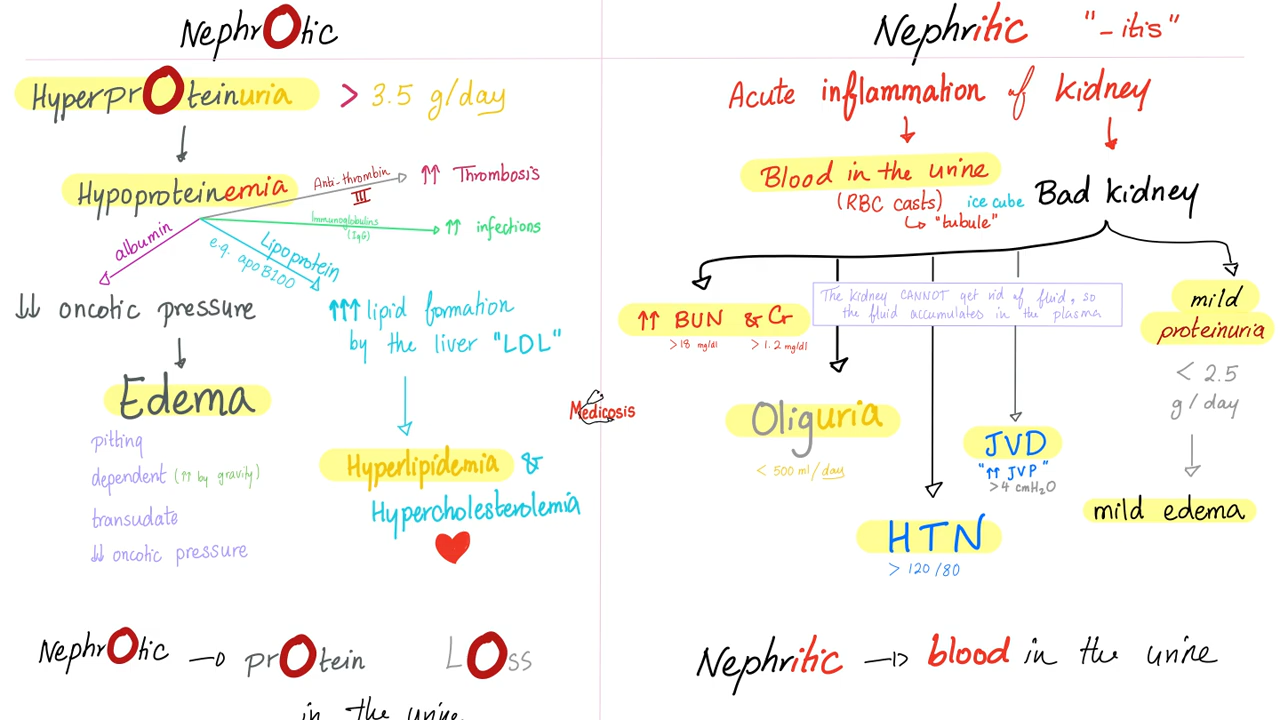 NephrOtic
HyperprOteinuria > 3.5 g/day
Hypoproteinemia
Anti-thrombin
III
↑↑ Thrombosis
Immunoglobulins
(IgG)
↑↑ infections
albumin
Lipoprotein
e.g. apo B100
↓↓ oncotic pressure
↑↑↑ lipid formation
by the liver "LDL"
Edema
pitting
dependent (↑↑ by gravity)
transudate
↓↓ oncotic pressure
Hyperlipidemia &
Hypercholesterolemia
NephrOtic → prOtein LOss
in the urine
Medicosis
Nephritic "-itis"
Acute inflammation of kidney
Blood in the urine
(RBC casts) ice cube
↳ "tubule"
Bad kidney
↑↑ BUN & Cr
>18 mg/dl >1.2 mg/dl
The kidney CANNOT get rid of fluid, so
the fluid accumulates in the plasma
Oliguria
< 500 ml/day
HTN
> 120/80
JVD
"↑↑ JVP"
>4 cmH2O
mild
proteinuria
< 2.5
g/day
mild edema
Nephritic → blood in the urine